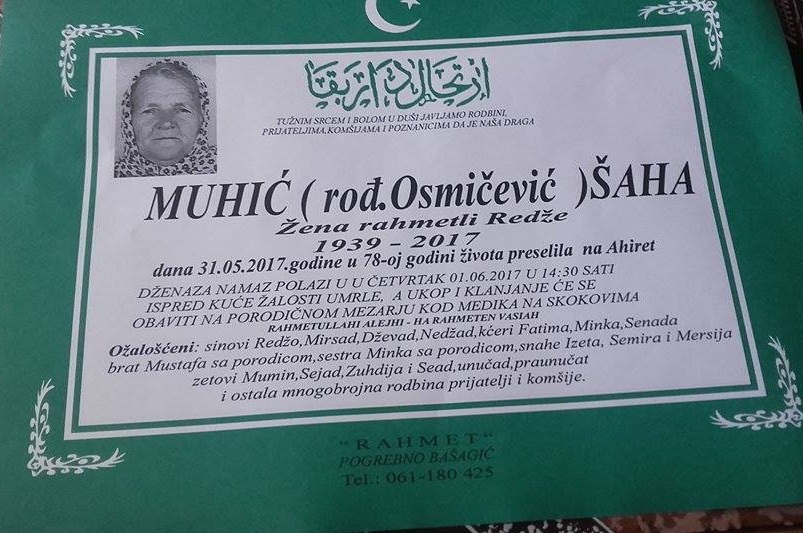 ارتحال دار بقا
TUŽNIM SRCEM I BOLOM U DUŠI JAVLJAMO RODBINI,
PRIJATELJIMA,KOMŠIJAMA I POZNANICIMA DA JE NAŠA DRAGA
MUHIĆ ( rođ.Osmičević )ŠAHA
Žena rahmetli Redže
1939 - 2017
dana 31.05.2017.godine u 78-oj godini života preselila na Ahiret
DŽENAZA NAMAZ POLAZI U U ČETVRTAK 01.06.2017 U 14:30 SATI
ISPRED KUĆE ŽALOSTI UMRLE, A UKOP I KLANJANJE ĆE SE
OBAVITI NA PORODIČNOM MEZARJU KOD MEDIKA NA SKOKOVIMA
RAHMETULLAHI ALEJHI - HA RAHMETEN VASIAH
Ožalošćeni: sinovi Redžo,Mirsad,Dževad,Nedžad,kćeri Fatima,Minka,Senada
brat Mustafa sa porodicom,sestra Minka sa porodicom,snahe Izeta, Semira i Mersija
zetovi Mumin,Sejad,Zuhdija i Sead,unučad,praunučat
i ostala mnogobrojna rodbina prijatelji i komšije.
"RAHMET"
POGREBNO BAŠAGIĆ
Tel.: 061-180 425